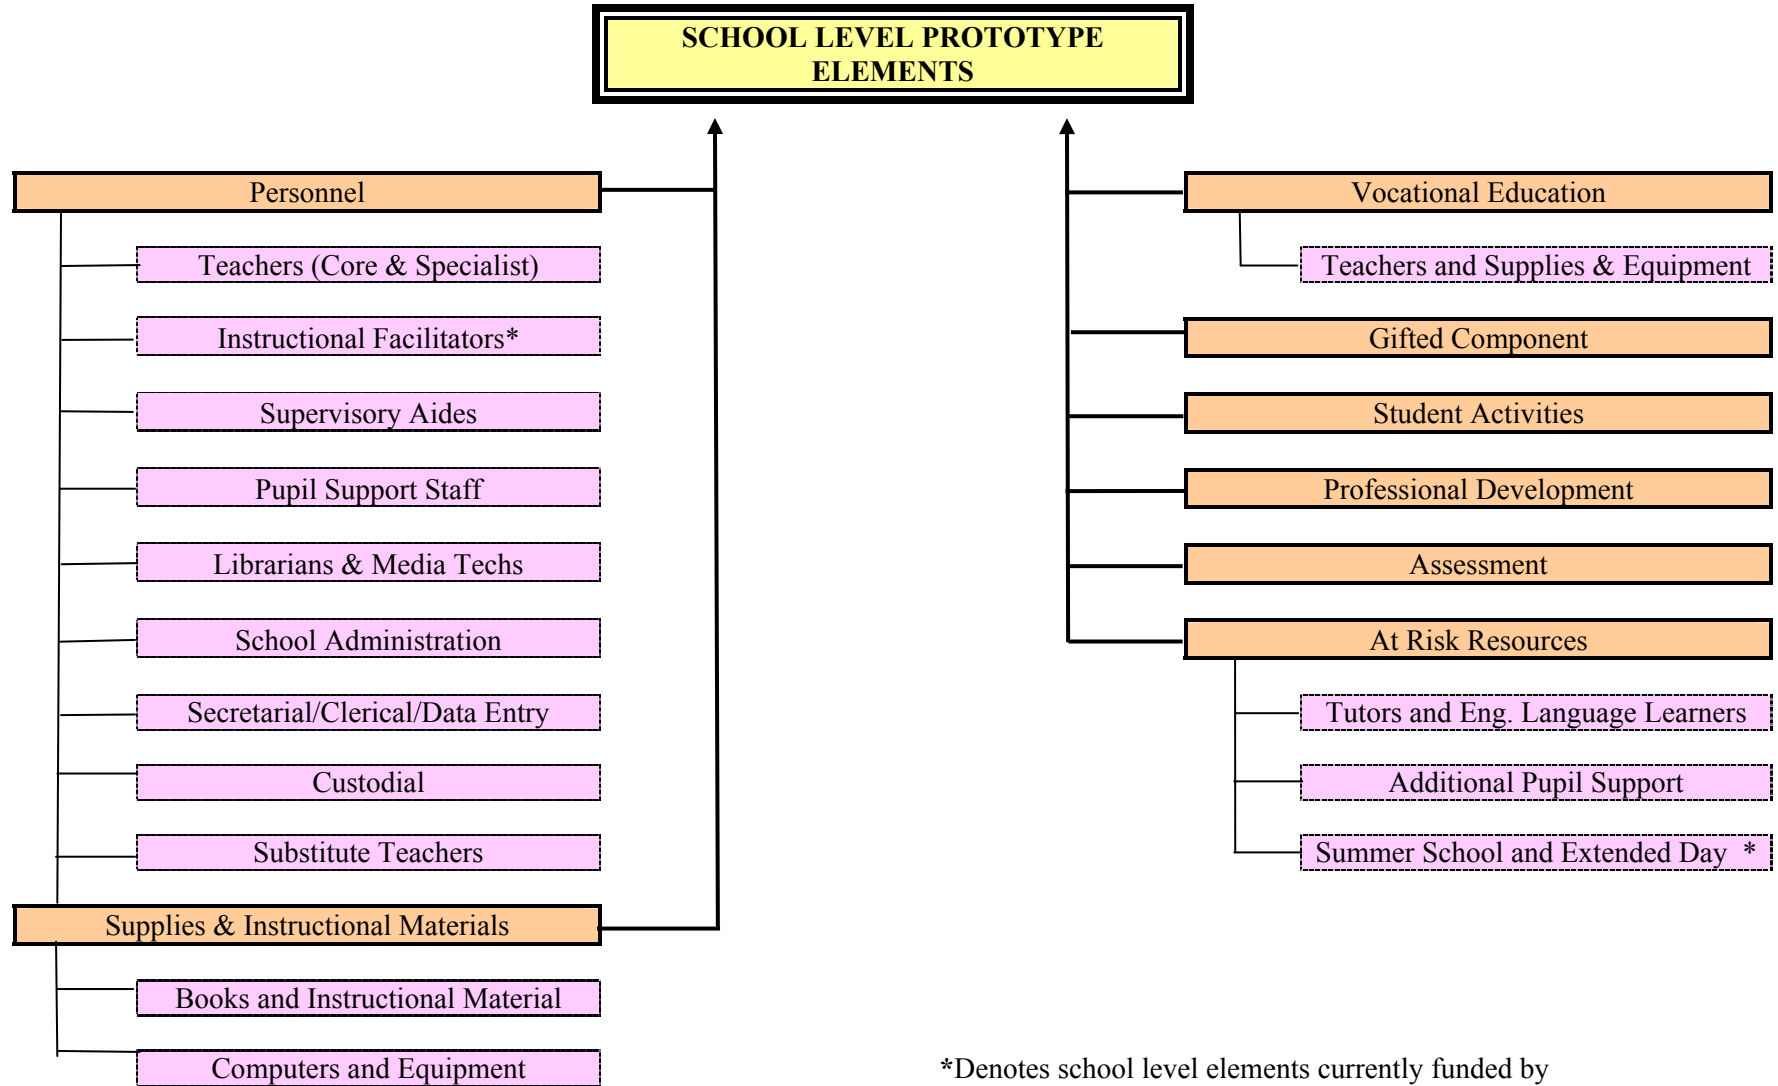 SCHOOL LEVEL PROTOTYPE
ELEMENTS
Personnel
Teachers (Core & Specialist)
Instructional Facilitators*
Supervisory Aides
Pupil Support Staff
Librarians & Media Techs
School Administration
Secretarial/Clerical/Data Entry
Custodial
Substitute Teachers
Supplies & Instructional Materials
Books and Instructional Material
Computers and Equipment
Vocational Education
Teachers and Supplies & Equipment
Gifted Component
Student Activities
Professional Development
Assessment
At Risk Resources
Tutors and Eng. Language Learners
Additional Pupil Support
Summer School and Extended Day *
*Denotes school level elements currently funded by